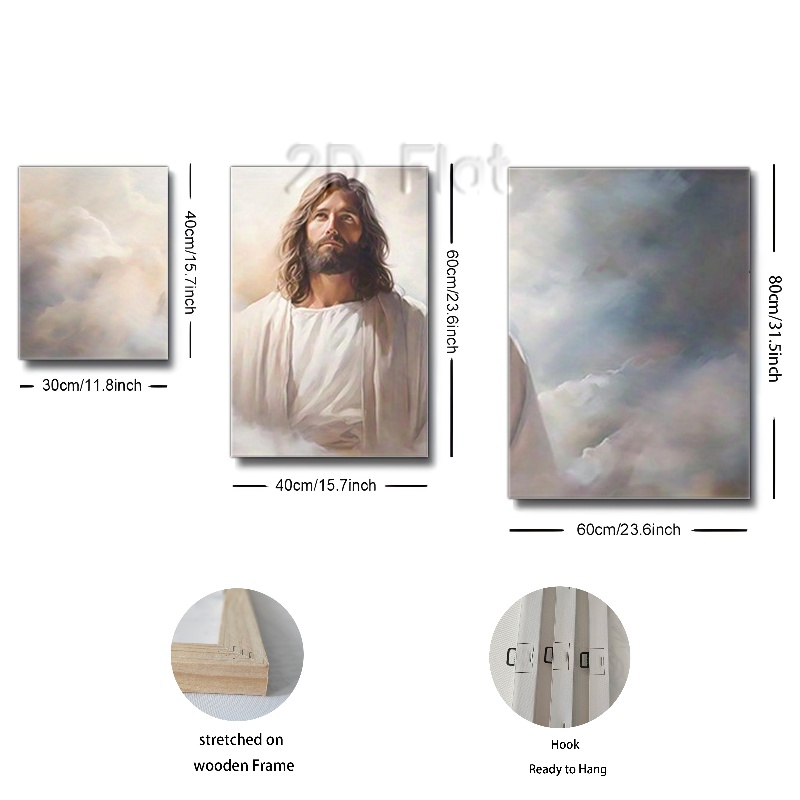 2D Flat
40cm/15.7inch
60cm/23.6inch
80cm/31.5inch
30cm/11.8inch
40cm/15.7inch
60cm/23.6inch
stretched on
wooden Frame
Hook
Ready to Hang